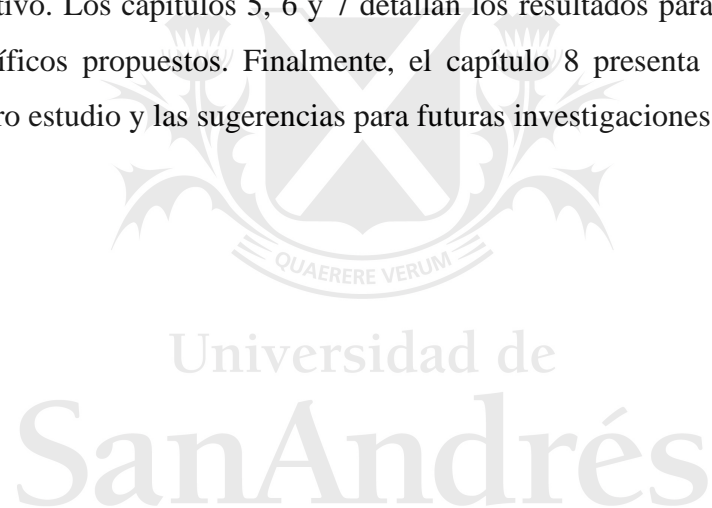 tivo. Los capítulos 5, 6 y 7 detallan los resultados para
íficos propuestos. Finalmente, el capítulo 8 presenta
ro estudio y las sugerencias para futuras investigaciones
QUAERERE VERUM
Universidad de
SanAndrés